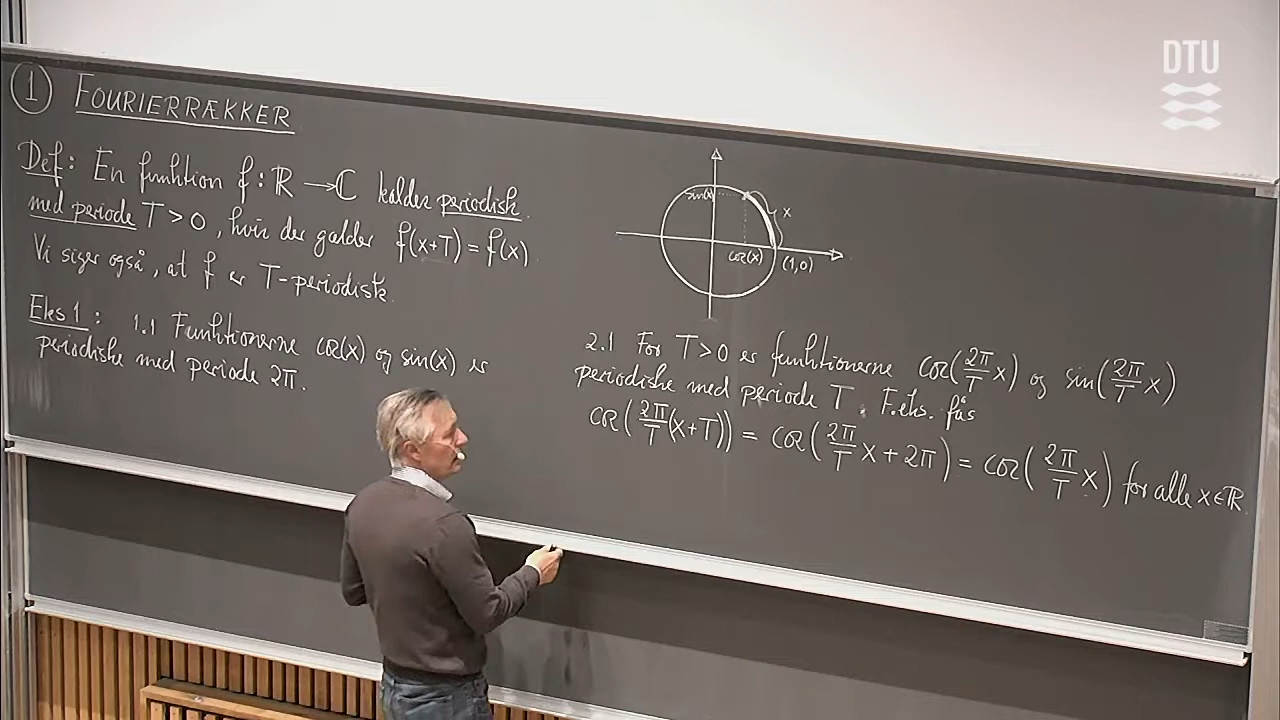 DTU
1 FOURIERRÆKKER
Def: En funktion f: ℝ → ℂ kaldes periodisk
med periode T > 0, hvis der gælder f(x+T) = f(x)
Vi siger også, at f er T-periodisk.
Eks 1: 1.1 Funktionerne cos(x) og sin(x) er
periodiske med periode 2π.
sin(x)
x
cos(x)
(1,0)
2.1 For T > 0 er funktionerne cos(2π/T x) og sin(2π/T x)
periodiske med periode T. F.eks. fås
cos(2π/T (x+T)) = cos(2π/T x + 2π) = cos(2π/T x) for alle x ∈ ℝ.